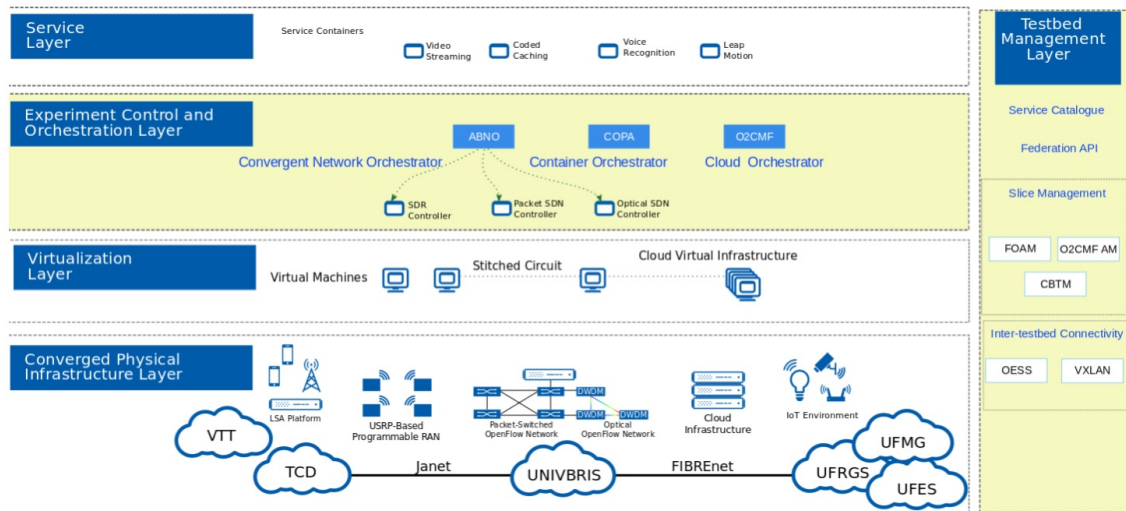 Service
Layer
Service Containers
Video
Streaming
Coded
Caching
Voice
Recognition
Leap
Motion
Experiment Control and
Orchestration Layer
ABNO
COPA
O2CMF
Convergent Network Orchestrator
Container Orchestrator
Cloud Orchestrator
SDR
Controller
Packet SDN
Controller
Optical SDN
Controller
Virtualization
Layer
Virtual Machines
Stitched Circuit
Cloud Virtual Infrastructure
Converged Physical
Infrastructure Layer
LSA Platform
USRP-Based
Programmable RAN
DWDM
DWDM
DWDM
Packet-Switched
OpenFlow Network
Optical
OpenFlow Network
Cloud
Infrastructure
IoT Environment
VTT
TCD
Janet
UNIVBRIS
FIBREnet
UFRGS
UFMG
UFES
Testbed
Management
Layer
Service Catalogue
Federation API
Slice Management
FOAM
O2CMF AM
CBTM
Inter-testbed Connectivity
OESS
VXLAN